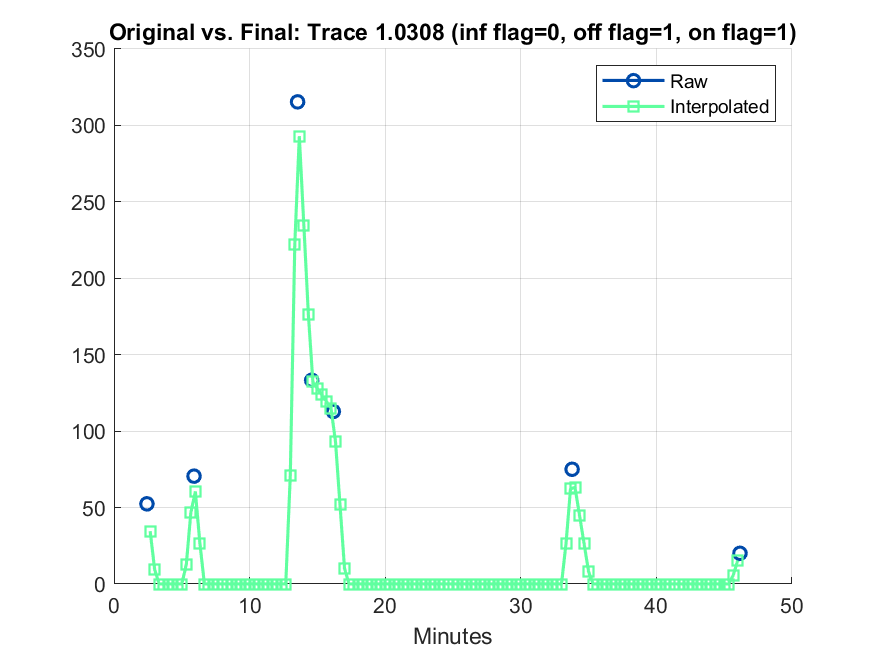 Original vs. Final: Trace 1.0308 (inf flag=0, off flag=1, on flag=1)
350
300
250
200
150
100
50
0
Raw
Interpolated
0 10 20 30 40 50
Minutes